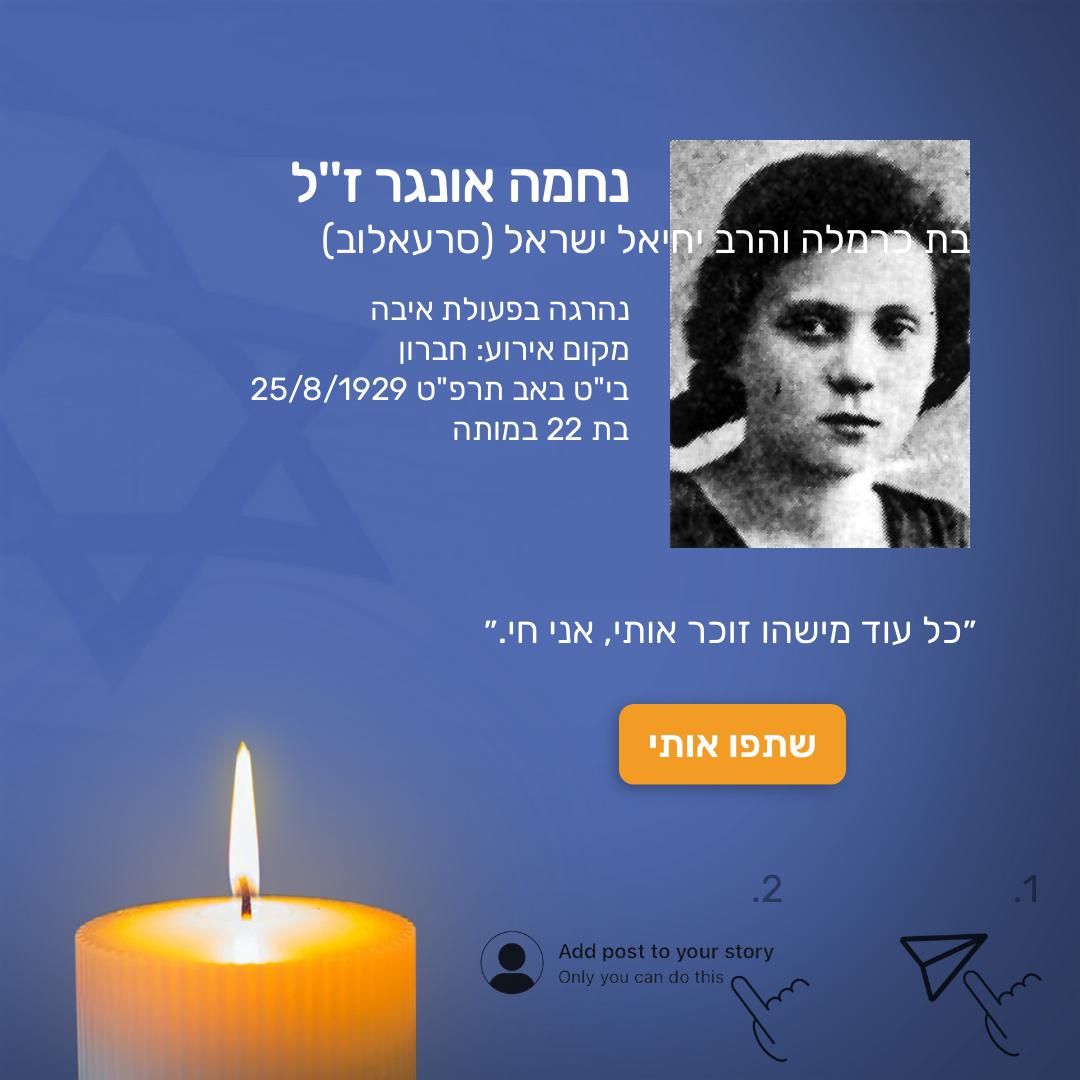 נחמה אונגר ז"ל
בת כרמלה והרב יחיאל ישראל (סרעאלוב)
נהרגה בפעולת איבה
מקום אירוע: חברון
בי"ט באב תרפ"ט 25/8/1929
בת 22 במותה
״כל עוד מישהו זוכר אותי, אני חי.״
שתפו אותי
1.
2.
Add post to your story
Only you can do this